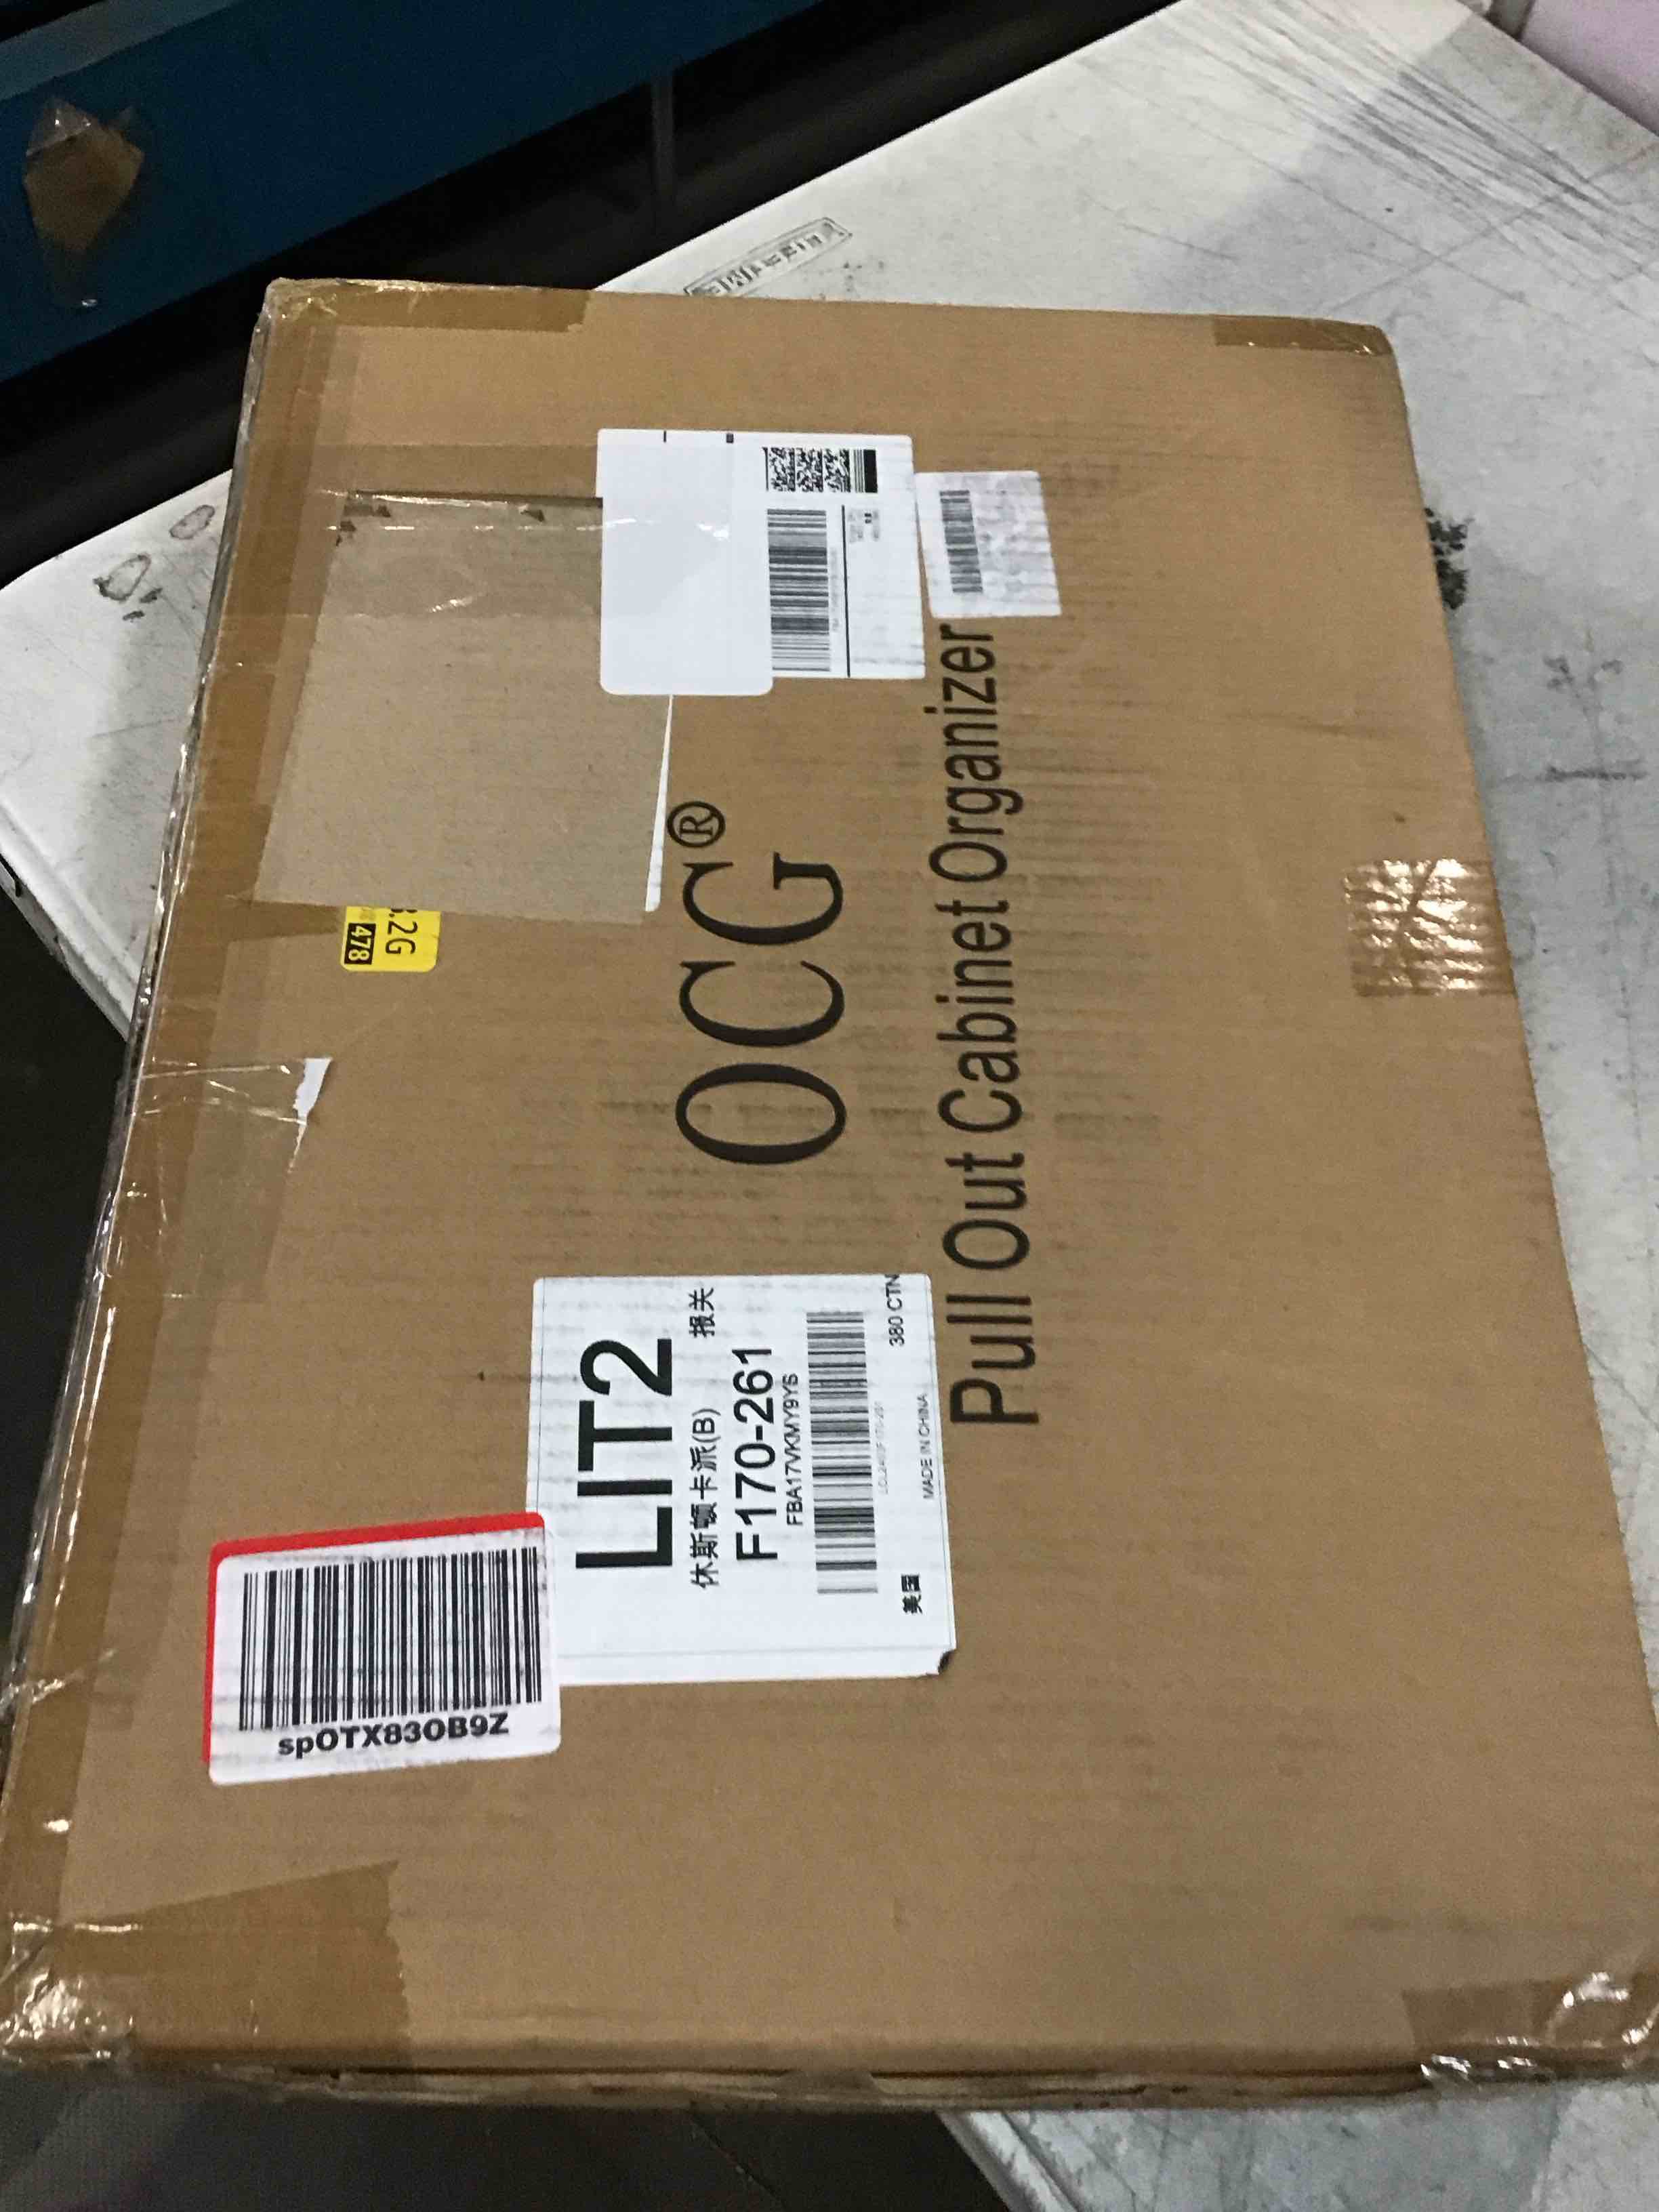 OCG®
Pull Out Cabinet Organizer
LIT2
休斯顿卡派(B) 报关
F170-261
FBA17VKMY9YS
380 CTN
MADE IN CHINA
美国
spOTX83OB9Z
.2G
478